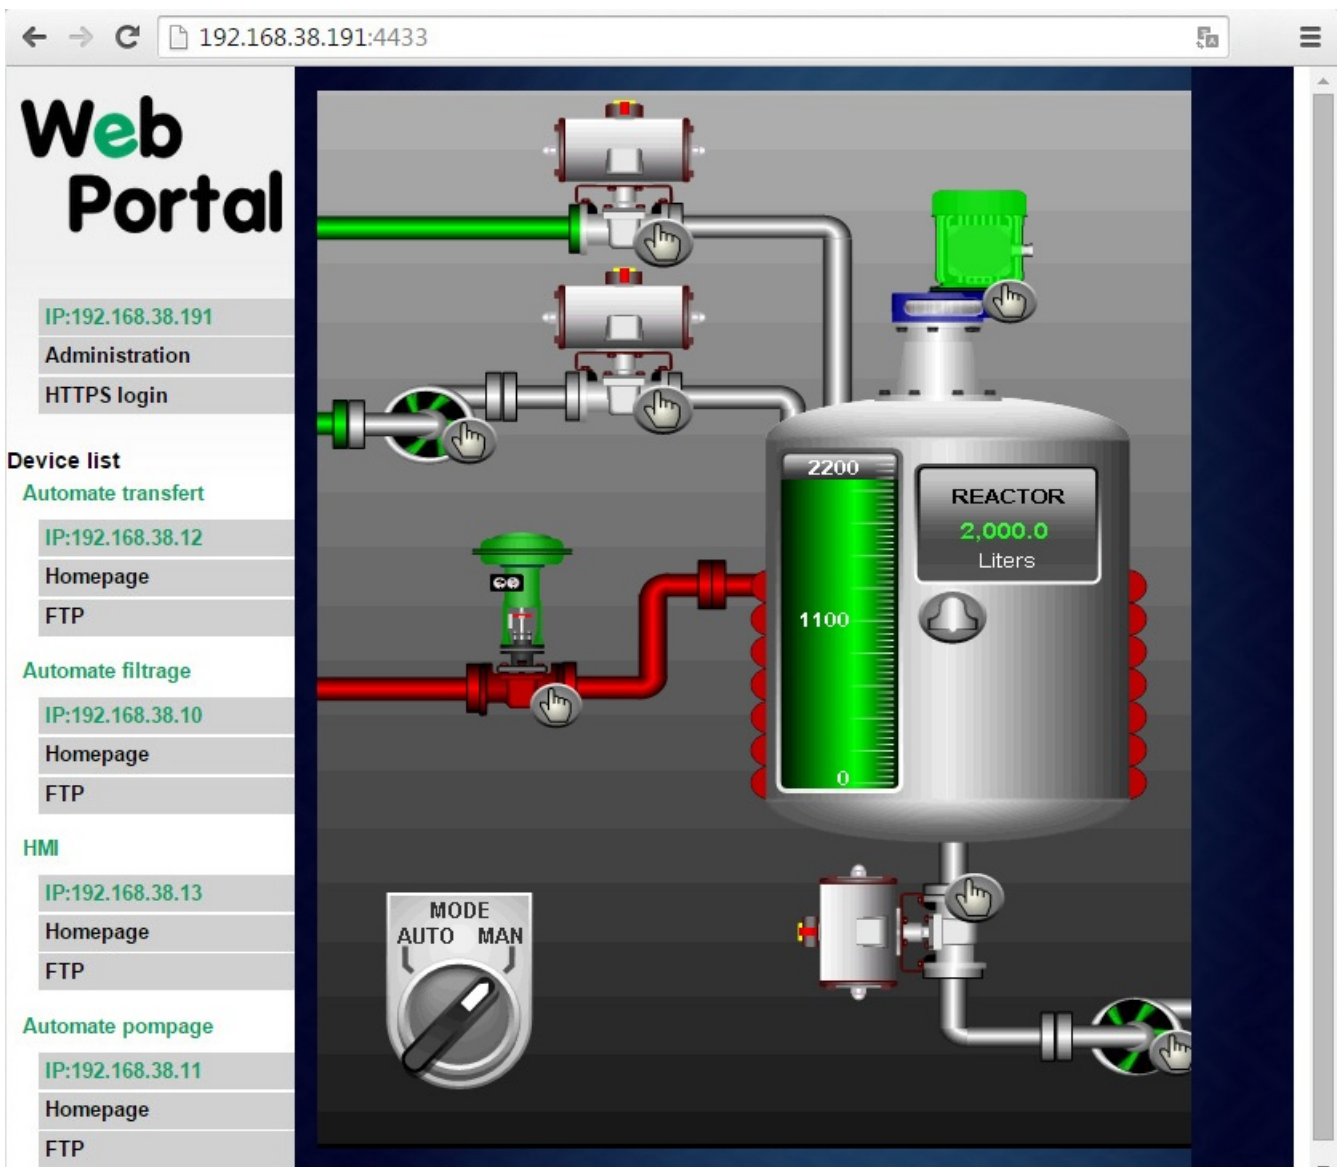 192.168.38.191:4433
Web
Portal
IP:192.168.38.191
Administration
HTTPS login
Device list
Automate transfert
IP:192.168.38.12
Homepage
FTP
Automate filtrage
IP:192.168.38.10
Homepage
FTP
HMI
IP:192.168.38.13
Homepage
FTP
Automate pompage
IP:192.168.38.11
Homepage
FTP
2200
1100
0
REACTOR
2,000.0
Liters
MODE
AUTO MAN